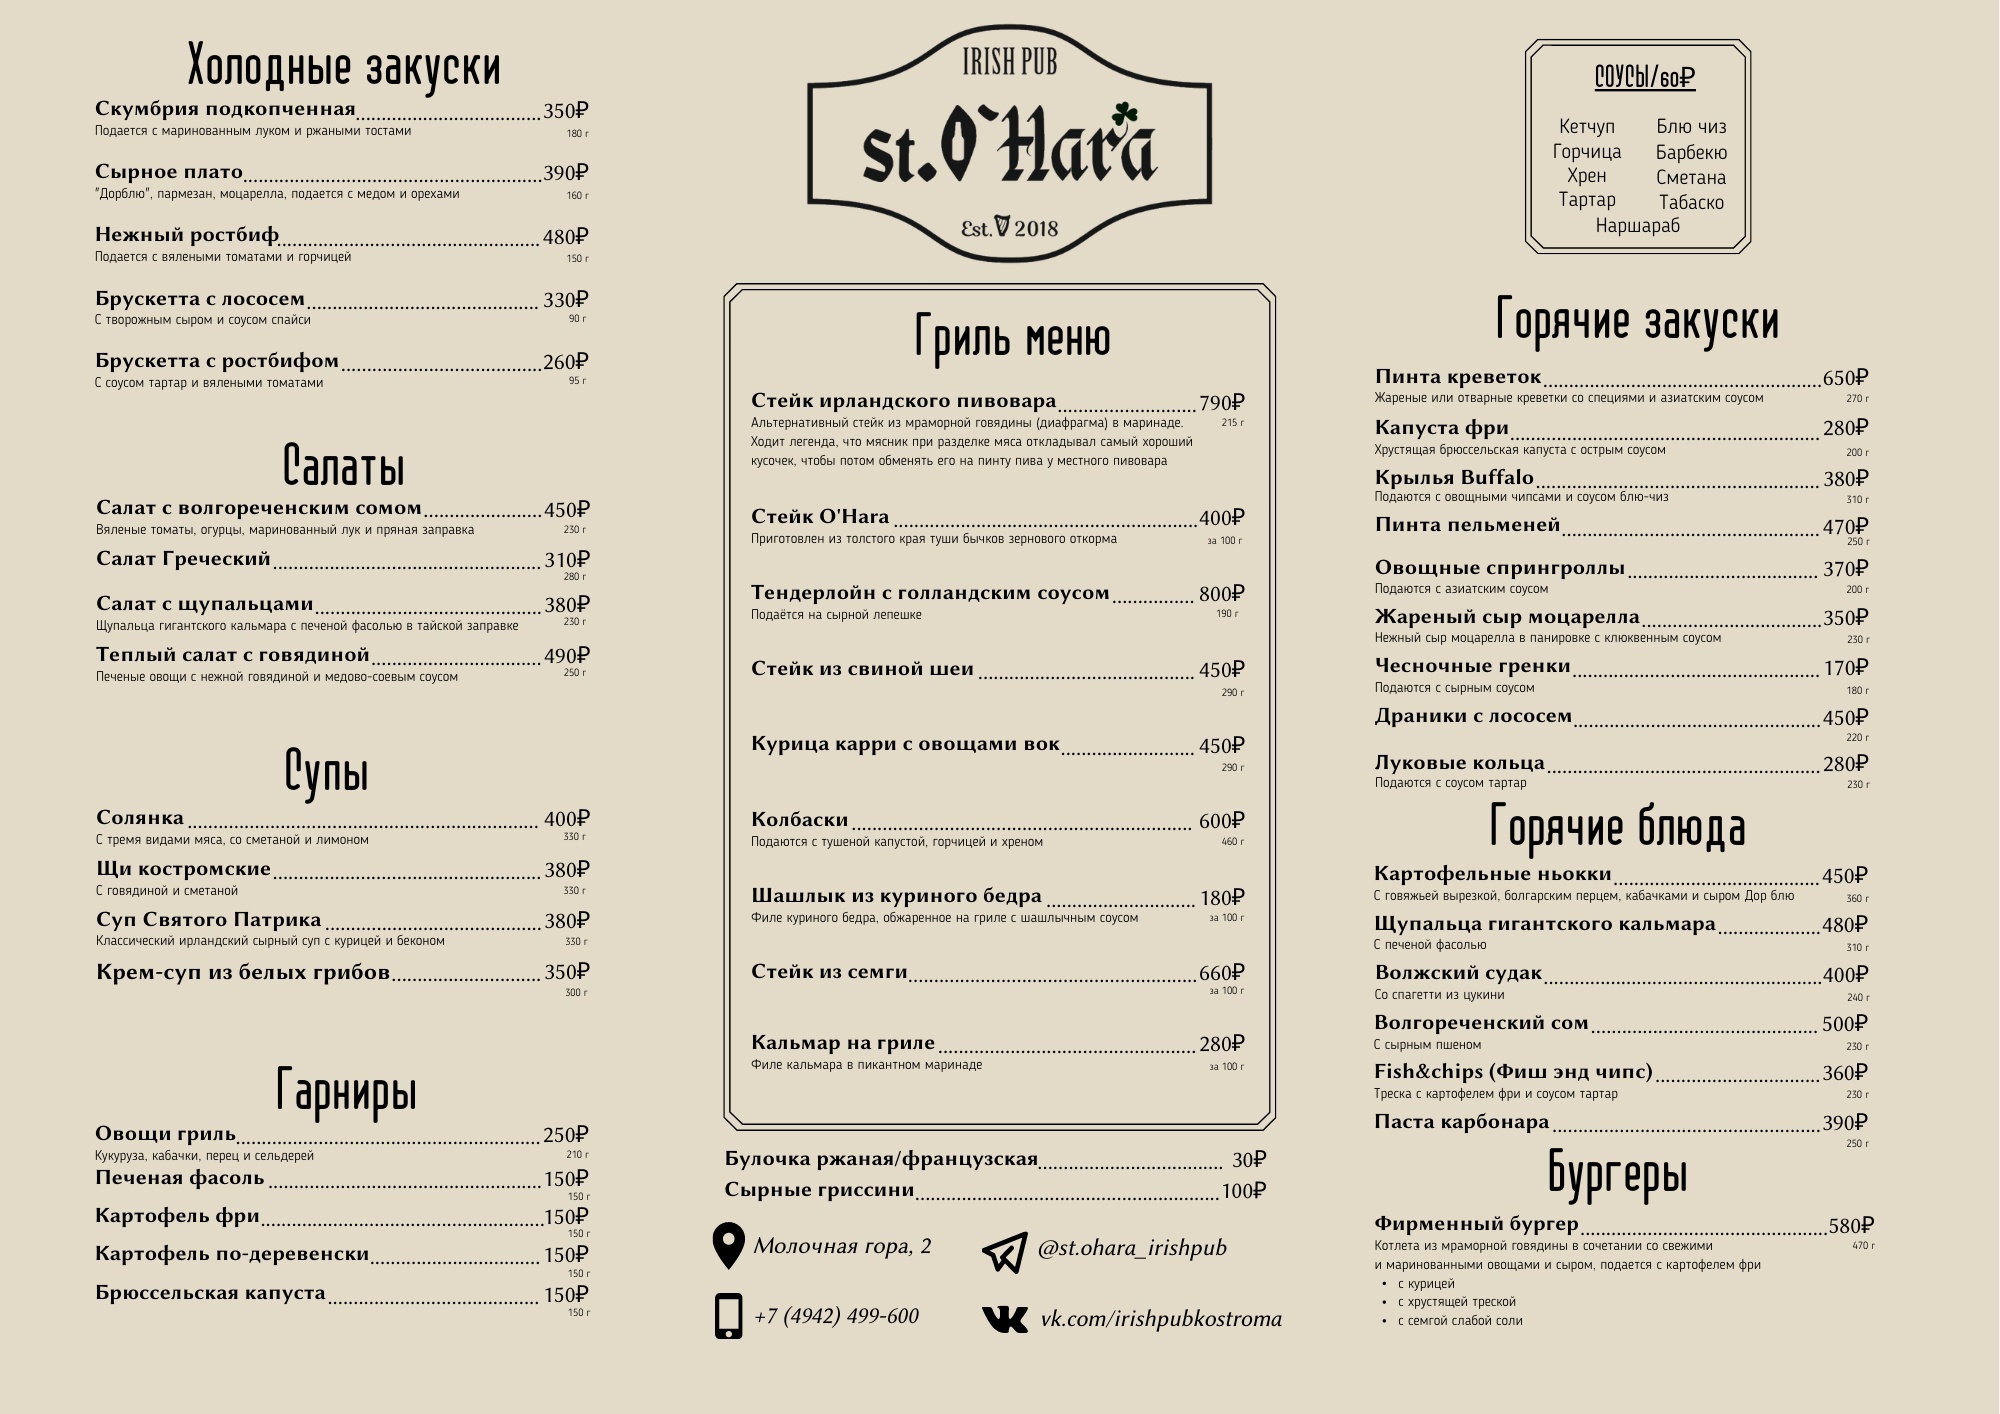 Холодные закуски
Скумбрия подкопченная 350₽
Подается с маринованным луком и ржаными тостами 180 г
Сырное плато 390₽
"Дорблю", пармезан, моцарелла, подается с медом и орехами 160 г
Нежный ростбиф 480₽
Подается с вялеными томатами и горчицей 150 г
Брускетта с лососем 330₽
С творожным сыром и соусом спайси 90 г
Брускетта с ростбифом 260₽
С соусом тартар и вялеными томатами 95 г
Салаты
Салат с волгореченским сомом 450₽
Вяленые томаты, огурцы, маринованный лук и пряная заправка 230 г
Салат Греческий 310₽
280 г
Салат с щупальцами 380₽
Щупальца гигантского кальмара с печеной фасолью в тайской заправке 230 г
Теплый салат с говядиной 490₽
Печеные овощи с нежной говядиной и медово-соевым соусом 250 г
Супы
Солянка 400₽
С тремя видами мяса, со сметаной и лимоном 330 г
Щи костромские 380₽
С говядиной и сметаной 330 г
Суп Святого Патрика 380₽
Классический ирландский сырный суп с курицей и беконом 330 г
Крем-суп из белых грибов 350₽
300 г
Гарниры
Овощи гриль 250₽
Кукуруза, кабачки, перец и сельдерей 210 г
Печеная фасоль 150₽
150 г
Картофель фри 150₽
150 г
Картофель по-деревенски 150₽
150 г
Брюссельская капуста 150₽
150 г
IRISH PUB
st.O`Hara
Est. 2018
Гриль меню
Стейк ирландского пивовара 790₽
Альтернативный стейк из мраморной говядины (диафрагма) в маринаде. 215 г
Ходит легенда, что мясник при разделке мяса откладывал самый хороший
кусочек, чтобы потом обменять его на пинту пива у местного пивовара
Стейк O'Hara 400₽
Приготовлен из толстого края туши бычков зернового откорма за 100 г
Тендерлойн с голландским соусом 800₽
Подаётся на сырной лепешке 190 г
Стейк из свиной шеи 450₽
290 г
Курица карри с овощами вок 450₽
290 г
Колбаски 600₽
Подаются с тушеной капустой, горчицей и хреном 460 г
Шашлык из куриного бедра 180₽
Филе куриного бедра, обжаренное на гриле с шашлычным соусом за 100 г
Стейк из семги 660₽
за 100 г
Кальмар на гриле 280₽
Филе кальмара в пикантном маринаде за 100 г
Булочка ржаная/французская 30₽
Сырные гриссини 100₽
Молочная гора, 2
@st.ohara_irishpub
+7 (4942) 499-600
vk.com/irishpubkostroma
СОУСЫ/60₽
Кетчуп Блю чиз
Горчица Барбекю
Хрен Сметана
Тартар Табаско
Наршараб
Горячие закуски
Пинта креветок 650₽
Жареные или отварные креветки со специями и азиатским соусом 270 г
Капуста фри 280₽
Хрустящая брюссельская капуста с острым соусом 200 г
Крылья Buffalo 380₽
Подаются с овощными чипсами и соусом блю-чиз 310 г
Пинта пельменей 470₽
250 г
Овощные спрингроллы 370₽
Подаются с азиатским соусом 200 г
Жареный сыр моцарелла 350₽
Нежный сыр моцарелла в панировке с клюквенным соусом 230 г
Чесночные гренки 170₽
Подаются с сырным соусом 180 г
Драники с лососем 450₽
220 г
Луковые кольца 280₽
Подаются с соусом тартар 230 г
Горячие блюда
Картофельные ньокки 450₽
С говяжьей вырезкой, болгарским перцем, кабачками и сыром Дор блю 360 г
Щупальца гигантского кальмара 480₽
С печеной фасолью 310 г
Волжский судак 400₽
Со спагетти из цукини 240 г
Волгореченский сом 500₽
С сырным пшеном 230 г
Fish&chips (Фиш энд чипс) 360₽
Треска с картофелем фри и соусом тартар 230 г
Паста карбонара 390₽
250 г
Бургеры
Фирменный бургер 580₽
Котлета из мраморной говядины в сочетании со свежими 470 г
и маринованными овощами и сыром, подается с картофелем фри
• с курицей
• с хрустящей треской
• с семгой слабой соли